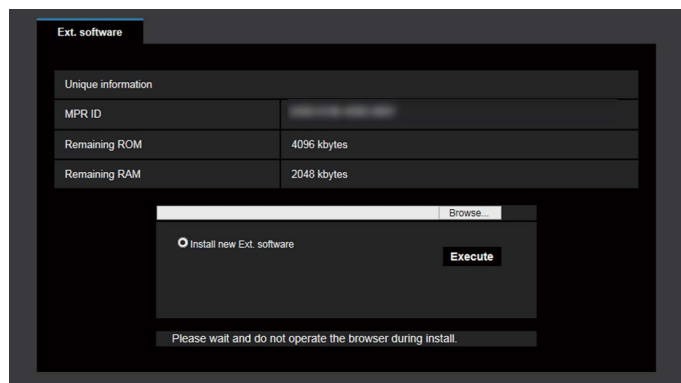 Ext. software
Unique information
MPR ID
Remaining ROM 4096 kbytes
Remaining RAM 2048 kbytes
Browse...
Install new Ext. software
Execute
Please wait and do not operate the browser during install.